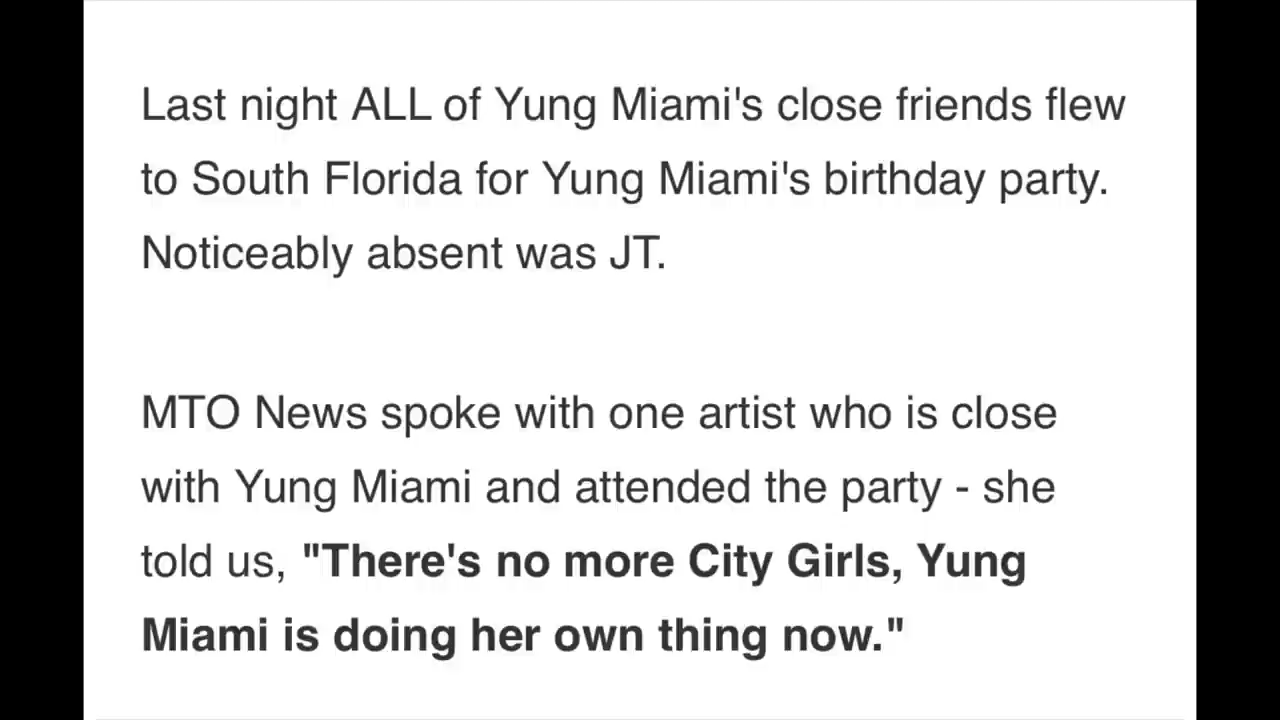 Last night ALL of Yung Miami's close friends flew
to South Florida for Yung Miami's birthday party.
Noticeably absent was JT.
MTO News spoke with one artist who is close
with Yung Miami and attended the party - she
told us, "There's no more City Girls, Yung
Miami is doing her own thing now."